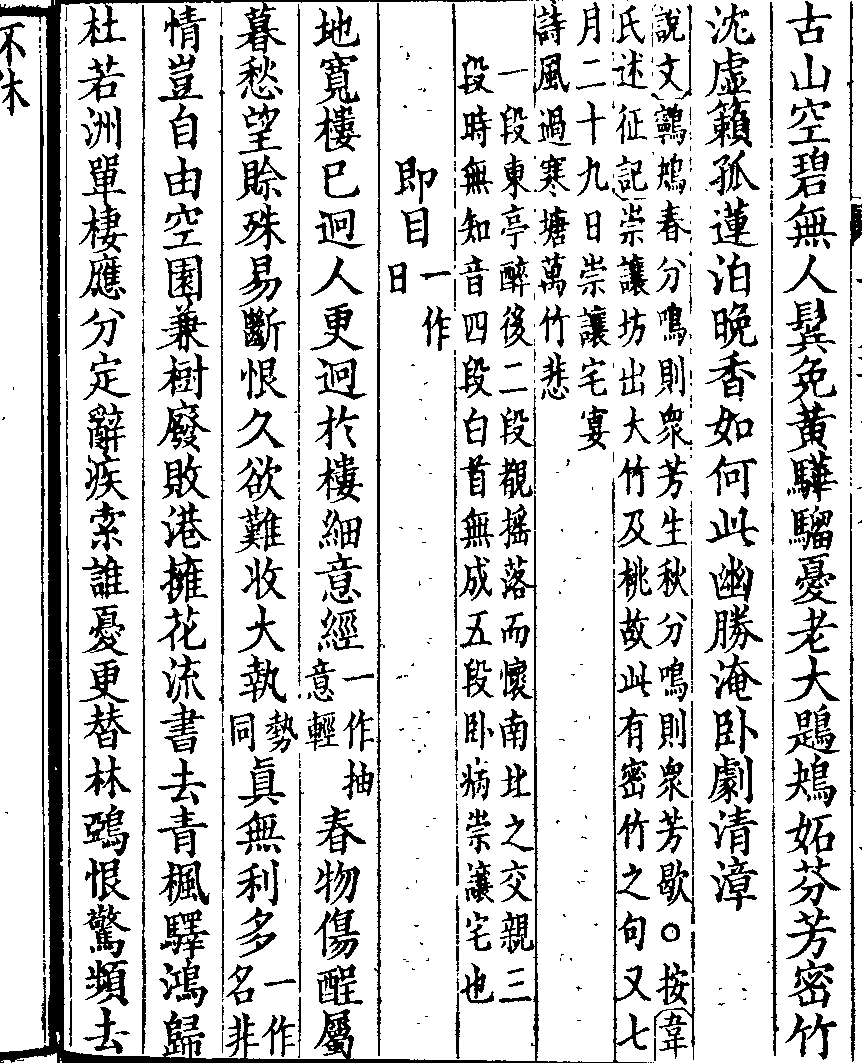 古山空碧無人鬂免黃驊騮憂老大鶗鴂妬芬芳密竹
沈虛籟孤蓮泊晚香如何此幽勝淹卧劇清漳
說文鷤鴂春分鳴則衆芳生秋分鳴則衆芳歇○按韋
氏述征記崇讓坊出大竹及桃故此有密竹之句又七
月二十九日崇讓宅宴
詩風過寒塘萬竹悲
一段東亭醉後二段覩摇落而懷南北之交親三
段時無知音四段白首無成五段卧病崇讓宅也
即目一作日
地寬樓已迥人更迥於樓細意經一作抽意輕春物傷酲屬
暮愁望賒殊易斷恨久欲難收大執勢同眞無利多一作名非
情豈自由空園兼樹廢敗港擁花流書去青楓驛鴻歸
杜若洲單棲應分定辭疾索誰憂更替林鵶恨驚頻去
不休